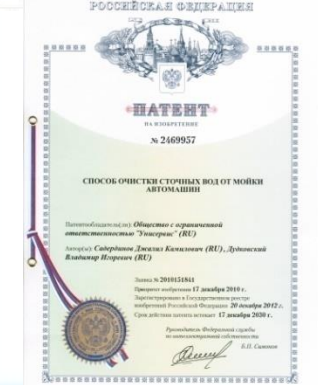 РОССИЙСКАЯ ФЕДЕРАЦИЯ
ПАТЕНТ
НА ИЗОБРЕТЕНИЕ
№ 2469957
СПОСОБ ОЧИСТКИ СТОЧНЫХ ВОД ОТ МОЙКИ
АВТОМАШИН
Патентообладатель(ли): Общество с ограниченной
ответственностью "Унисервис" (RU)
Автор(ы): Садердинов Джалил Камилович (RU), Дудковский
Владимир Игоревич (RU)
Заявка № 2010151841
Приоритет изобретения 17 декабря 2010 г.
Зарегистрировано в Государственном реестре
изобретений Российской Федерации 20 декабря 2012 г.
Срок действия патента истекает 17 декабря 2030 г.
Руководитель Федеральной службы
по интеллектуальной собственности
Б.П. Симонов